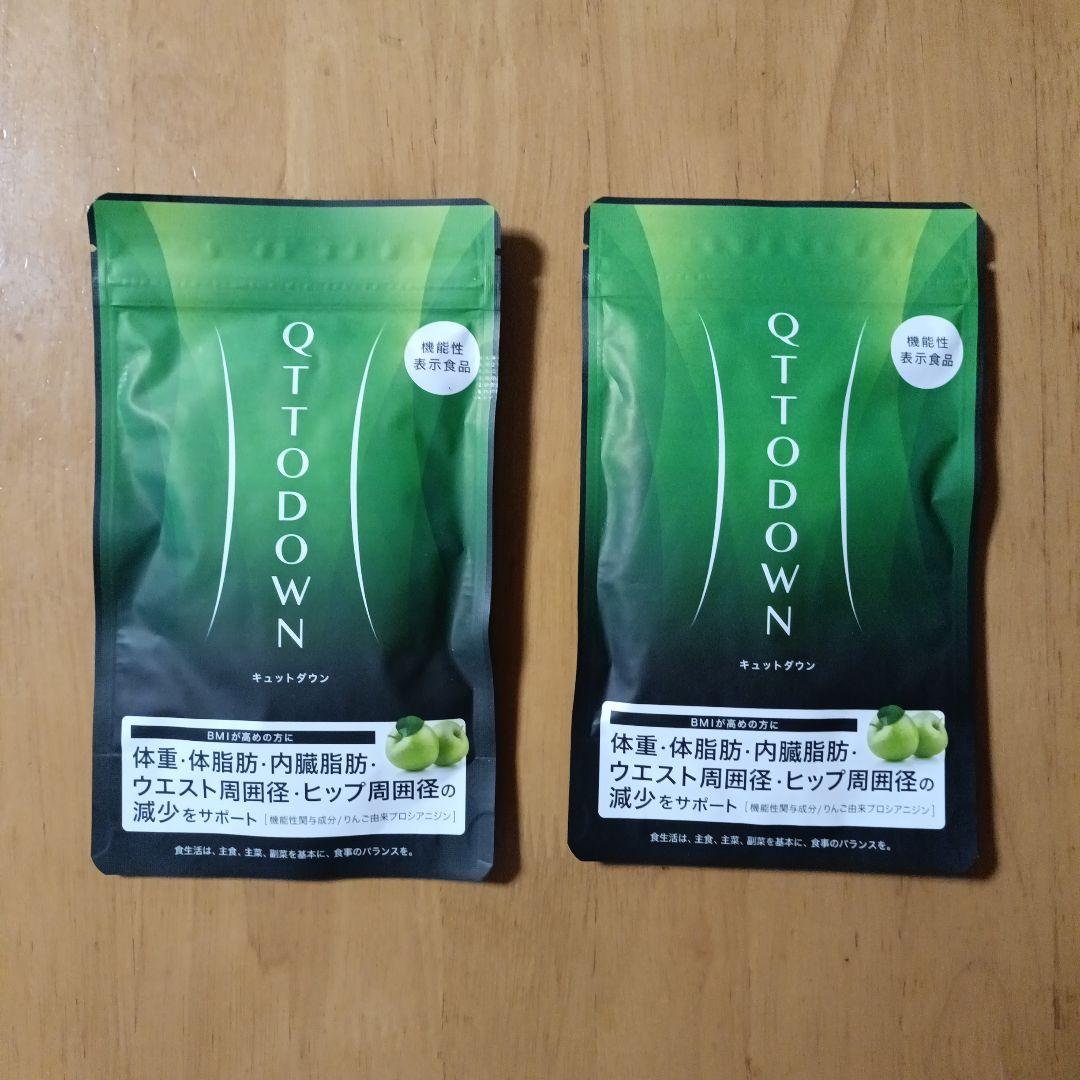 QTTODOWN
機能性
表示食品
キュットダウン
BMIが高めの方に
体重・体脂肪・内臓脂肪・
ウエスト周囲径・ヒップ周囲径の
減少をサポート [機能性関与成分/りんご由来プロシアニジン]
食生活は、主食、主菜、副菜を基本に、食事のバランスを。
QTTODOWN
機能性
表示食品
キュットダウン
BMIが高めの方に
体重・体脂肪・内臓脂肪・
ウエスト周囲径・ヒップ周囲径の
減少をサポート [機能性関与成分/りんご由来プロシアニジン]
食生活は、主食、主菜、副菜を基本に、食事のバランスを。